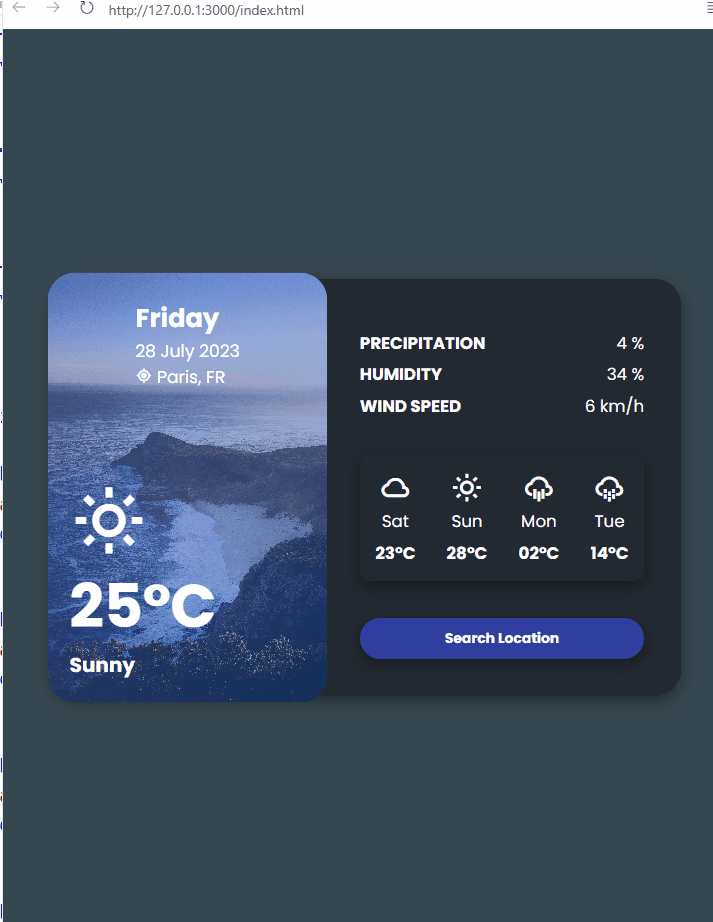 http://127.0.0.1:3000/index.html
Friday
28 July 2023
Paris, FR
25°C
Sunny
PRECIPITATION 4 %
HUMIDITY 34 %
WIND SPEED 6 km/h
Sat Sun Mon Tue
23°C 28°C 02°C 14°C
Search Location